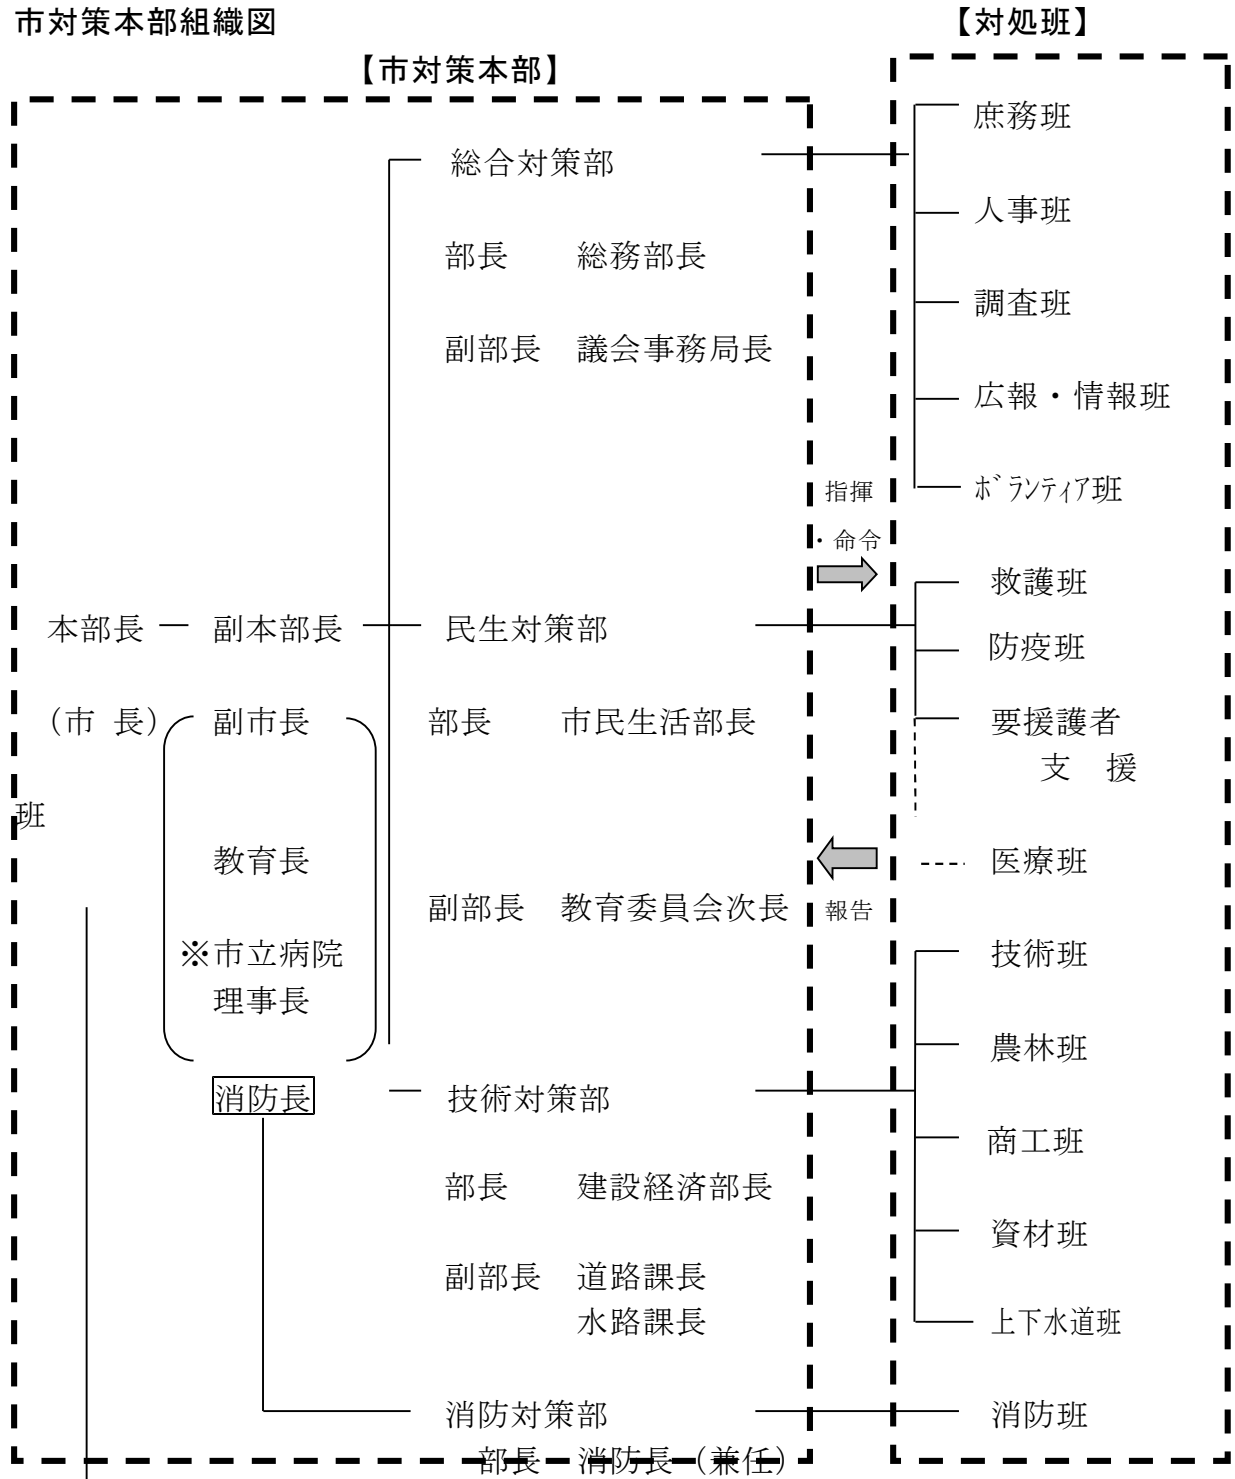 市対策本部組織図
【対処班】
【市対策本部】
庶務班
総合対策部
人事班
部長 総務部長
調査班
副部長 議会事務局長
広報・情報班
指揮
ﾎﾞﾗﾝﾃｨｱ班
・命令
救護班
本部長 副本部長 民生対策部
防疫班
(市 長) 副市長 部長 市民生活部長
要援護者
支 援
班
教育長
医療班
副部長 教育委員会次長
報告
※市立病院
理事長
技術班
農林班
消防長
技術対策部
商工班
部長 建設経済部長
資材班
副部長 道路課長
水路課長
上下水道班
消防対策部
消防班
部長 消防長（兼任）